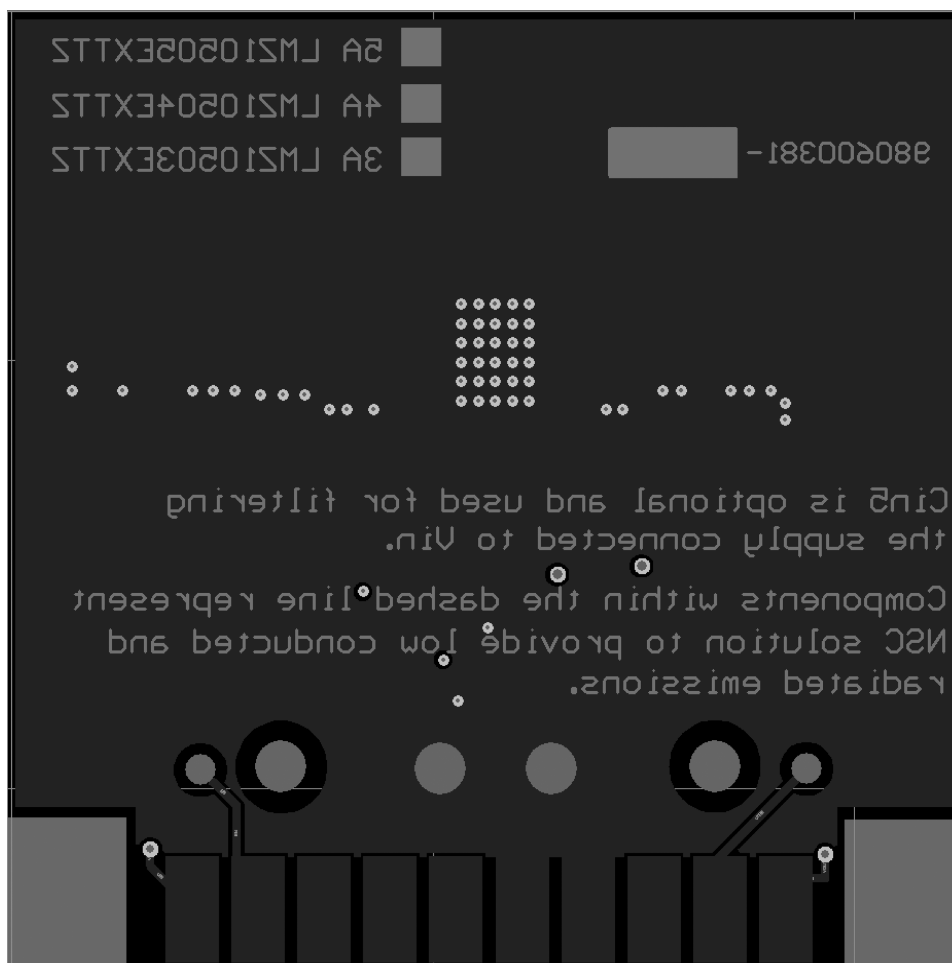 5A LMZ10505EXTTZ
4A LMZ10504EXTTZ
3A LMZ10503EXTTZ
980600381-
Cin5 is optional and used for filtering
the supply connected to Vin.
Components within the dashed line represent
NSC solution to provide low conducted and
radiated emissions.